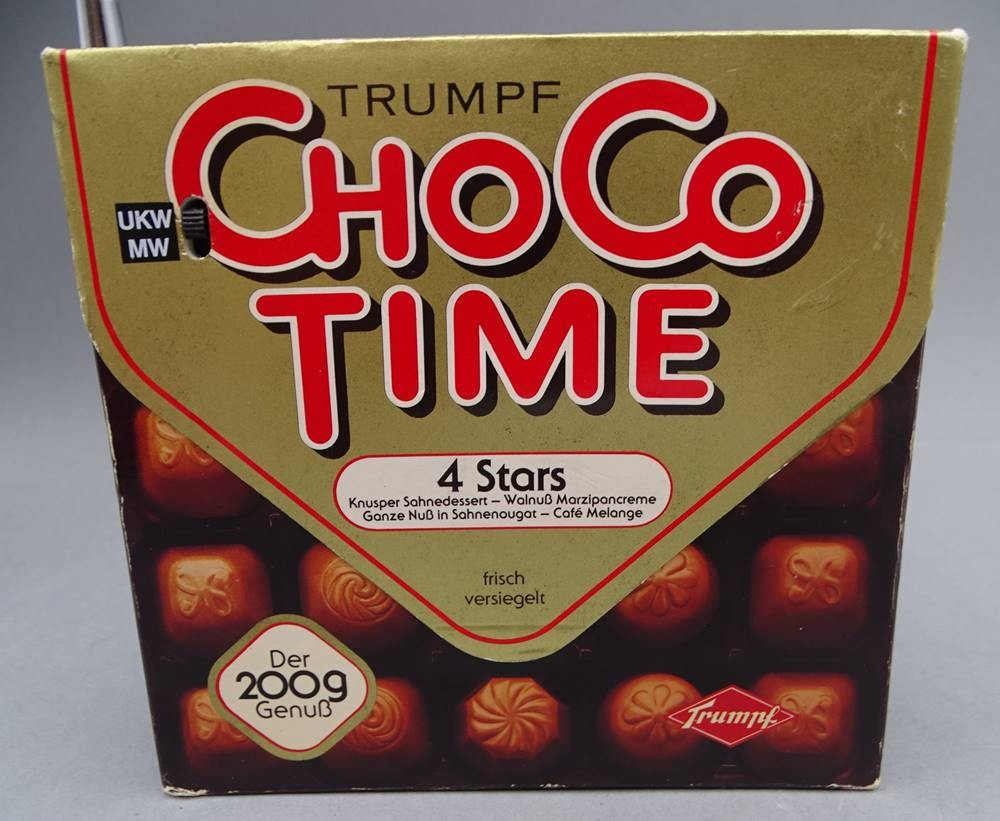 TRUMPF
CHOCO
TIME
UKW
MW
4 Stars
Knusper Sahnedessert – Walnuß Marzipancreme
Ganze Nuß in Sahnenougat – Café Melange
frisch
versiegelt
Der
200g
Genuß
Trumpf